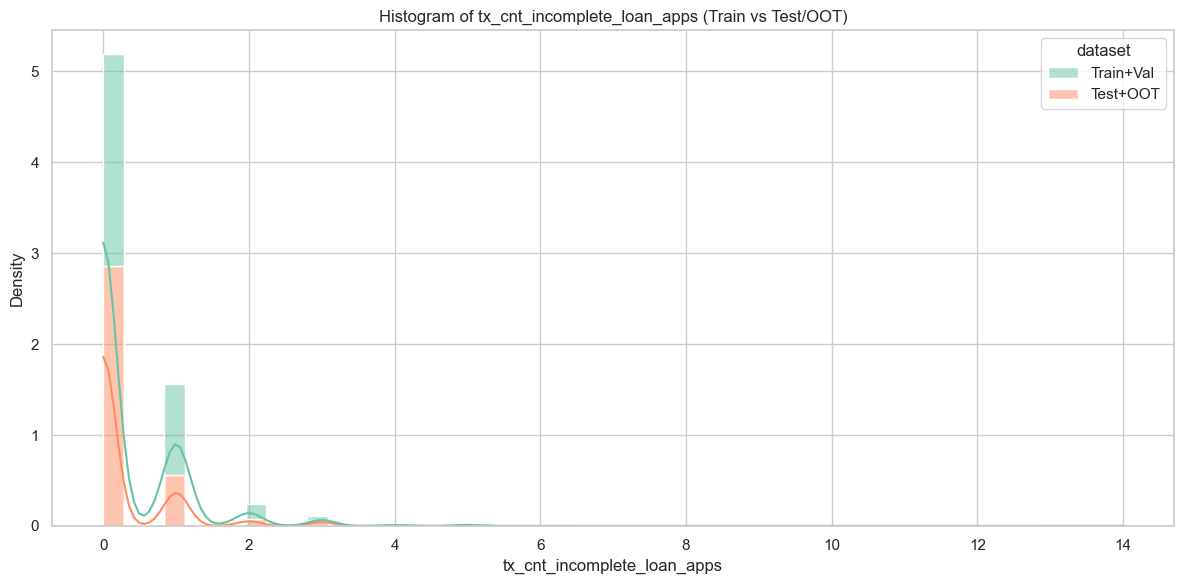 Histogram of tx_cnt_incomplete_loan_apps (Train vs Test/OOT)
dataset
Train+Val
Test+OOT
Density
5
4
3
2
1
0
0 2 4 6 8 10 12 14
tx_cnt_incomplete_loan_apps